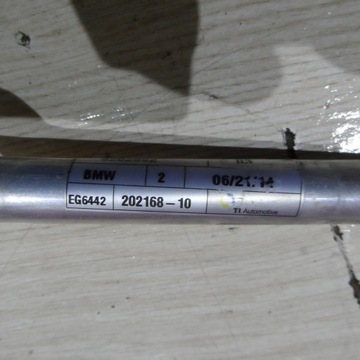 BMW 2 06/21/14
EG6442 202168-10
TI Automotive